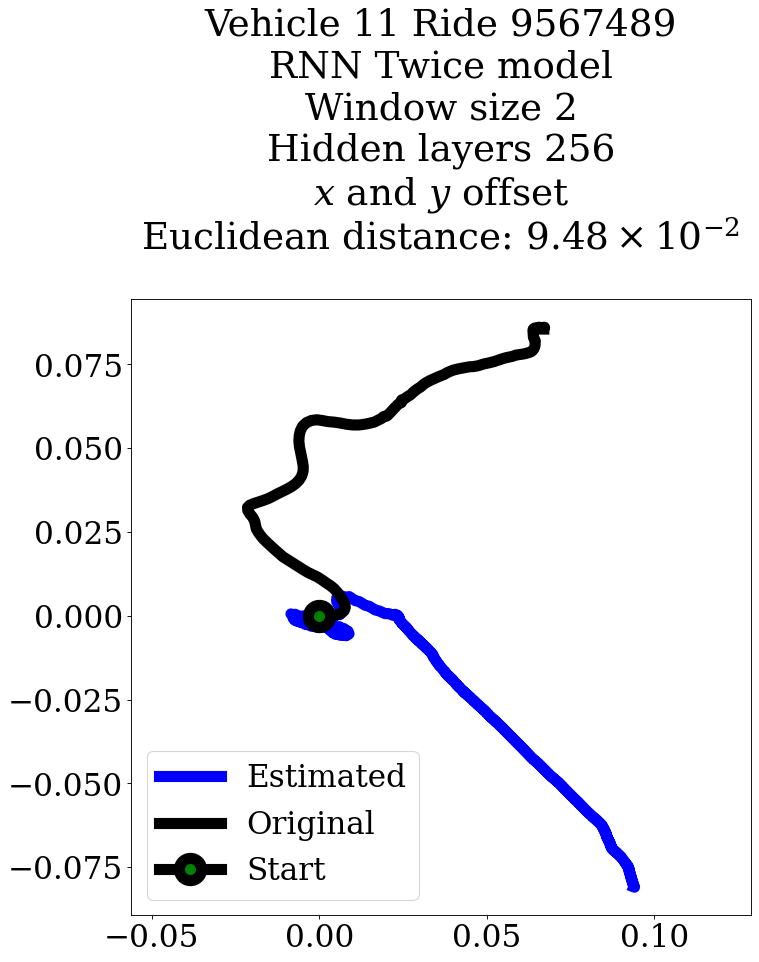 Vehicle 11 Ride 9567489
RNN Twice model
Window size 2
Hidden layers 256
x and y offset
Euclidean distance: 9.48 × 10⁻²
0.075
0.050
0.025
0.000
−0.025
−0.050
−0.075
Estimated
Original
Start
−0.05 0.00 0.05 0.10